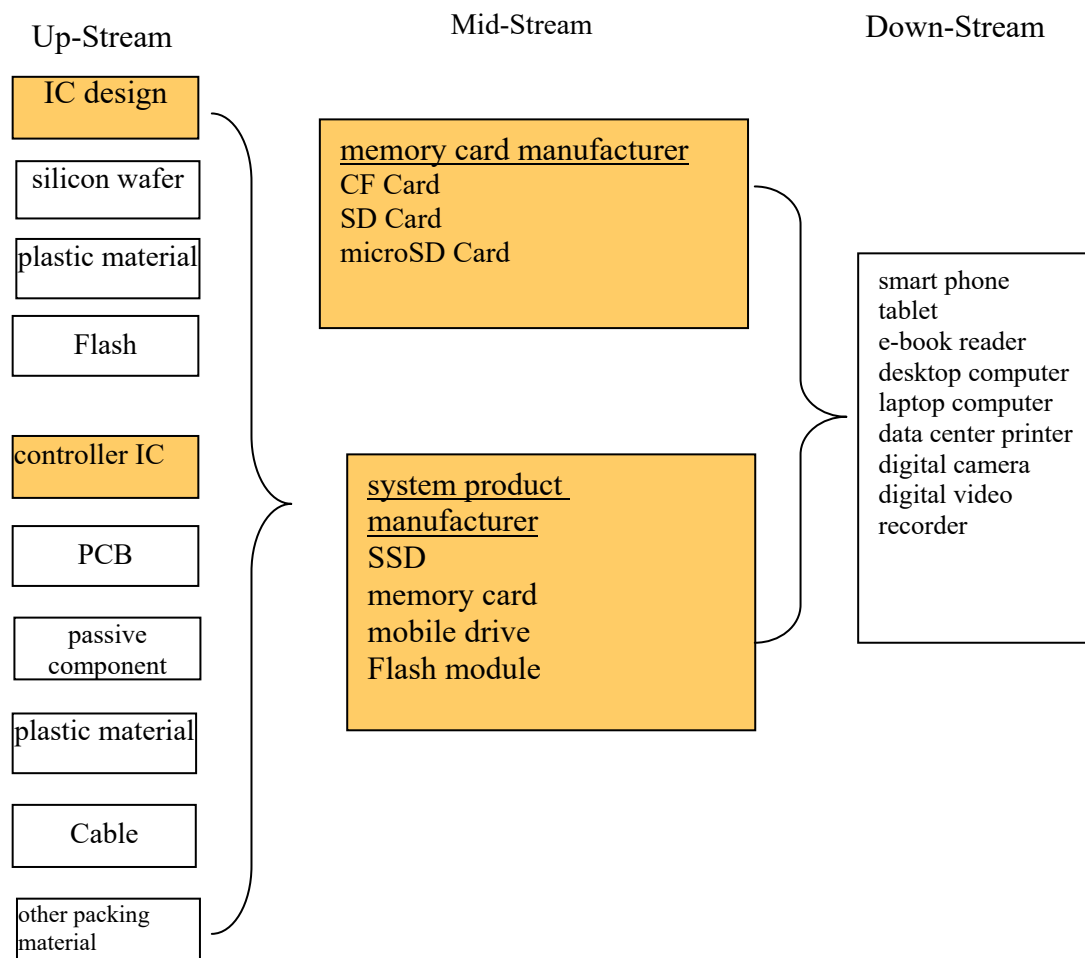 Up-Stream
Mid-Stream
Down-Stream
IC design
silicon wafer
plastic material
Flash
controller IC
PCB
passive
component
plastic material
Cable
other packing
material
memory card manufacturer
CF Card
SD Card
microSD Card
system product
manufacturer
SSD
memory card
mobile drive
Flash module
smart phone
tablet
e-book reader
desktop computer
laptop computer
data center printer
digital camera
digital video
recorder